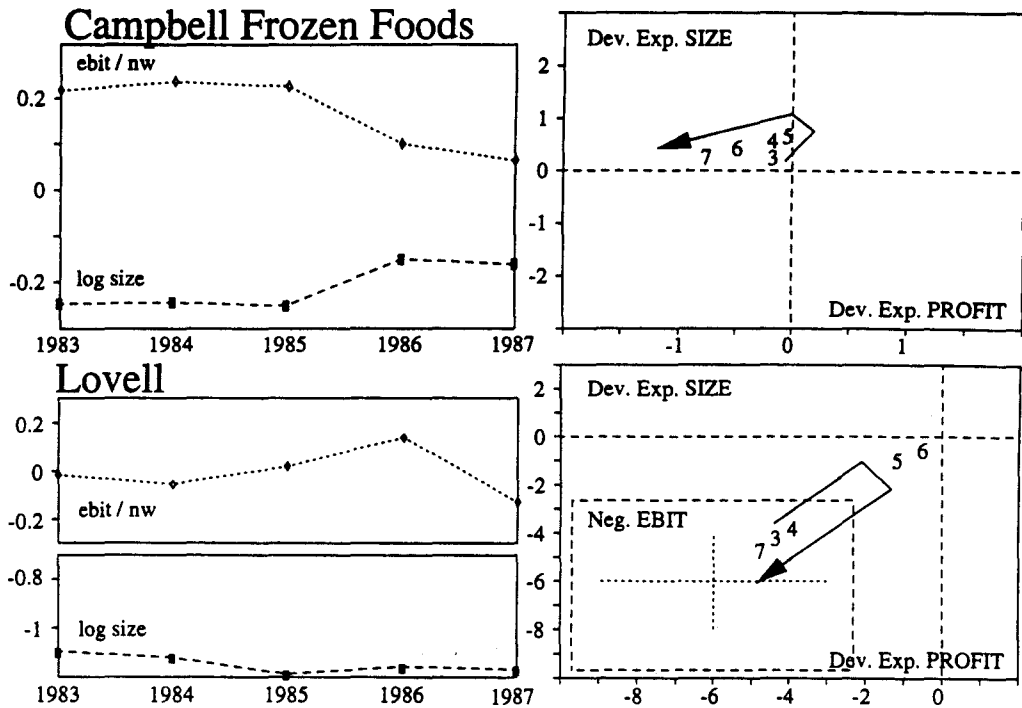 Campbell Frozen Foods
ebit / nw
0.2
0
-0.2
log size
1983 1984 1985 1986 1987
Dev. Exp. SIZE
2
1
0
-1
-2
7 6 4 5
3
Dev. Exp. PROFIT
-1 0 1
Lovell
0.2
0
-0.2
ebit / nw
-0.8
-1
log size
1983 1984 1985 1986 1987
Dev. Exp. SIZE
2
0
-2
-4
-6
-8
5 6
Neg. EBIT
7 3 4
Dev. Exp. PROFIT
-8 -6 -4 -2 0